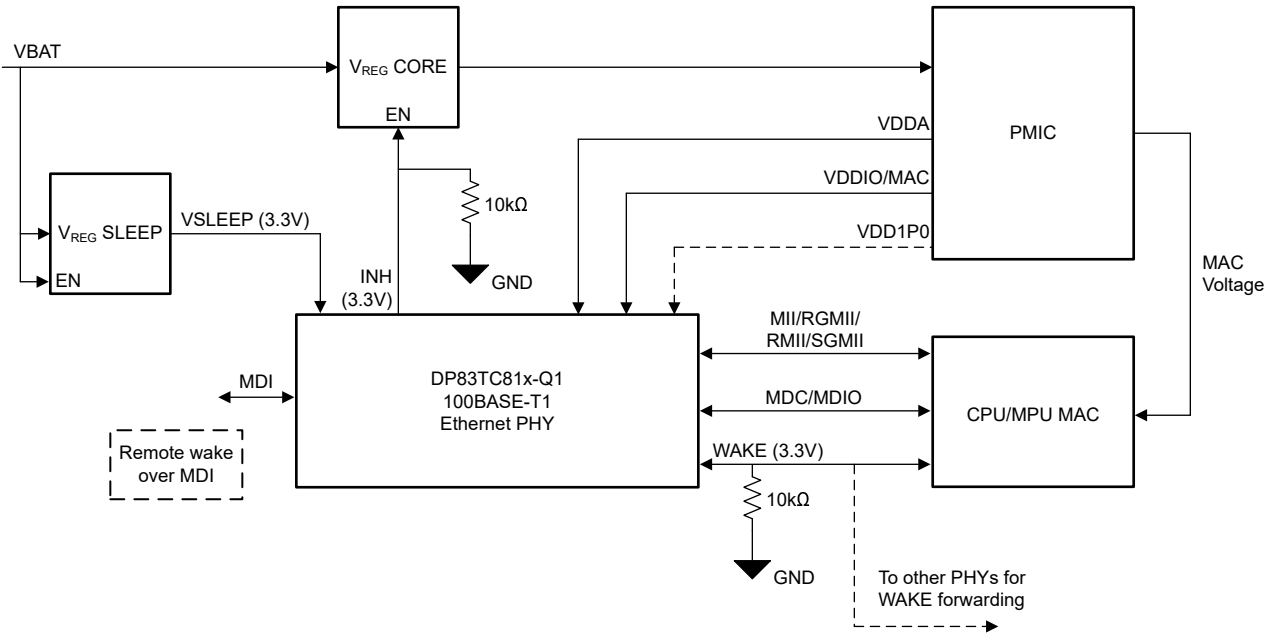 VBAT
VREG CORE
EN
VDDA
PMIC
VDDIO/MAC
VREG SLEEP
EN
VSLEEP (3.3V)
10kΩ
GND
INH
(3.3V)
VDD1P0
MAC
Voltage
MII/RGMII/
RMII/SGMII
MDI
DP83TC81x-Q1
100BASE-T1
Ethernet PHY
MDC/MDIO
CPU/MPU MAC
Remote wake
over MDI
WAKE (3.3V)
10kΩ
GND
To other PHYs for
WAKE forwarding